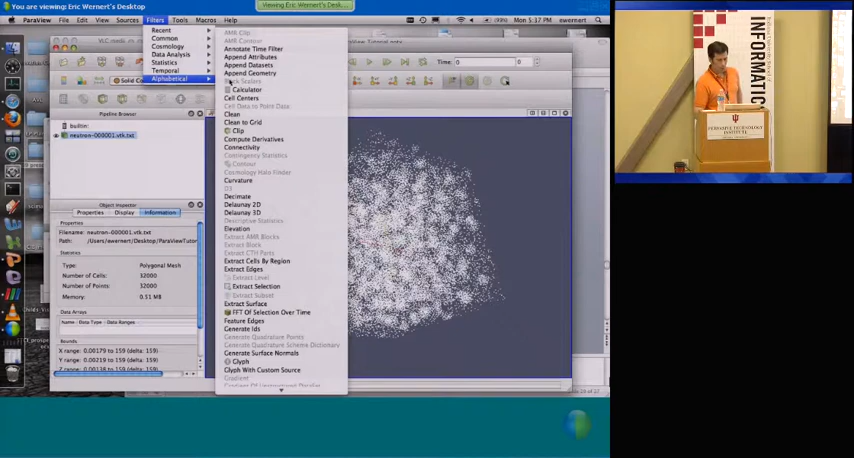 You are viewing: Eric Wernert's Desktop
Viewing Eric Wernert's Desk...
ParaView File Edit View Sources Filters Tools Macros Help
(99%) Mon 5:37 PM ewernert
Recent
Common
Cosmology
Data Analysis
Statistics
Temporal
Alphabetical
AMR Clip
AMR Contour
Annotate Time Filter
Append Attributes
Append Datasets
Append Geometry
Calculator
Cell Centers
Cell Data to Point Data
Clean
Clean to Grid
Clip
Compute Derivatives
Connectivity
Contingency Statistics
Contour
Cosmology Halo Finder
Curvature
D3
Decimate
Delaunay 2D
Delaunay 3D
Descriptive Statistics
Elevation
Extract AMR Blocks
Extract Block
Extract CTH Parts
Extract Cells By Region
Extract Edges
Extract Level
Extract Selection
Extract Subset
Extract Surface
FFT Of Selection Over Time
Feature Edges
Generate Ids
Generate Quadrature Points
Generate Quadrature Scheme Dictionary
Generate Surface Normals
Glyph
Glyph With Custom Source
Gradient
Time: 0
0
Solid C
Pipeline Browser
builtin:
neutron-000001.vtk.txt
Object Inspector
Properties Display Information
Properties
Filename: neutron-000001.vtk.txt
Path: /Users/ewernert/Desktop/ParaViewTutor
Statistics
Type: Polygonal Mesh
Number of Cells: 32000
Number of Points: 32000
Memory: 0.51 MB
Data Arrays
Name Data Type Data Ranges
Bounds
X range: 0.00179 to 159 (delta: 159)
Y range: 0.00219 to 159 (delta: 159)
INFORMATIC
PERVASIVE TECHNOLOGY
INSTITUTE